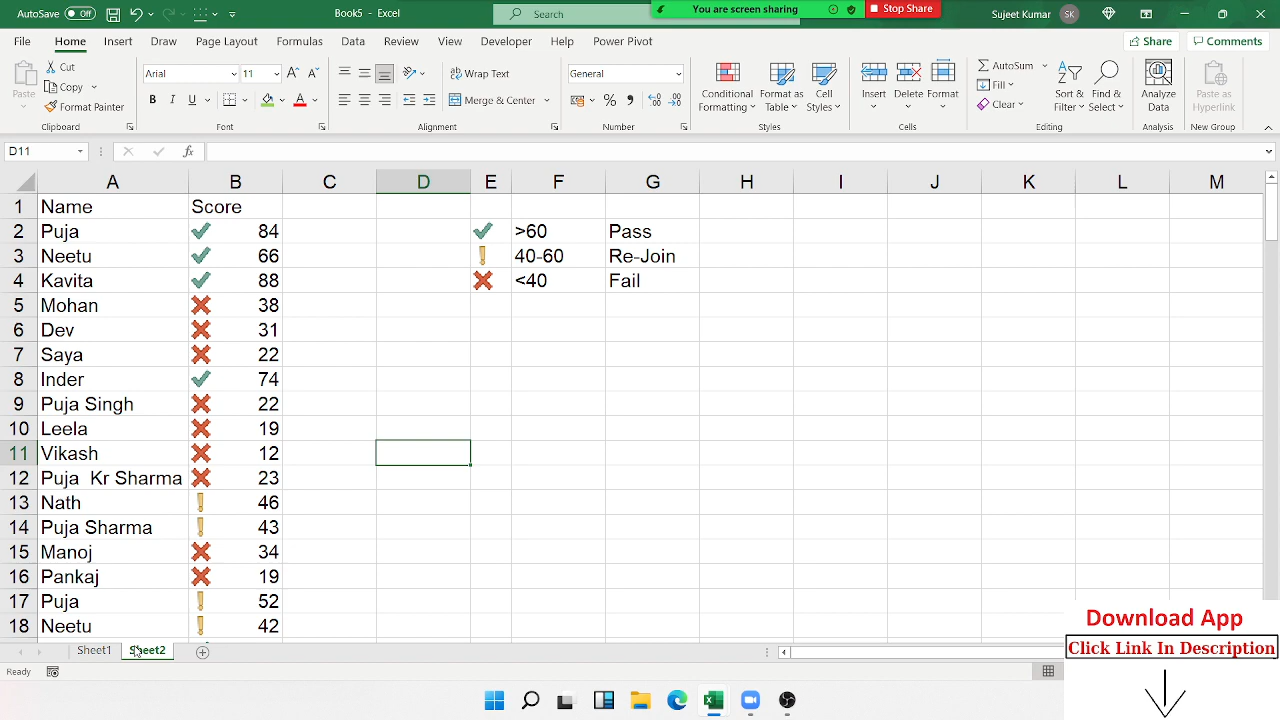 AutoSave Off Book5 - Excel Search You are screen sharing Stop Share Sujeet Kumar SK
File Home Insert Draw Page Layout Formulas Data Review View Developer Help Power Pivot Share Comments
Paste Cut Copy Format Painter Clipboard
Arial 11 B I U A Font
Wrap Text Merge & Center Alignment
General % Number
Conditional Formatting Format as Table Cell Styles Styles
Insert Delete Format Cells
AutoSum Fill Clear Sort & Filter Find & Select Editing
Analyze Data Analysis
Paste as Hyperlink New Group
D11 fx
A B C D E F G H I J K L M
1 Name Score
2 Puja 84 >60 Pass
3 Neetu 66 40-60 Re-Join
4 Kavita 88 <40 Fail
5 Mohan 38
6 Dev 31
7 Saya 22
8 Inder 74
9 Puja Singh 22
10 Leela 19
11 Vikash 12
12 Puja Kr Sharma 23
13 Nath 46
14 Puja Sharma 43
15 Manoj 34
16 Pankaj 19
17 Puja 52
18 Neetu 42
Sheet1 Sheet2
Ready
Download App
Click Link In Description